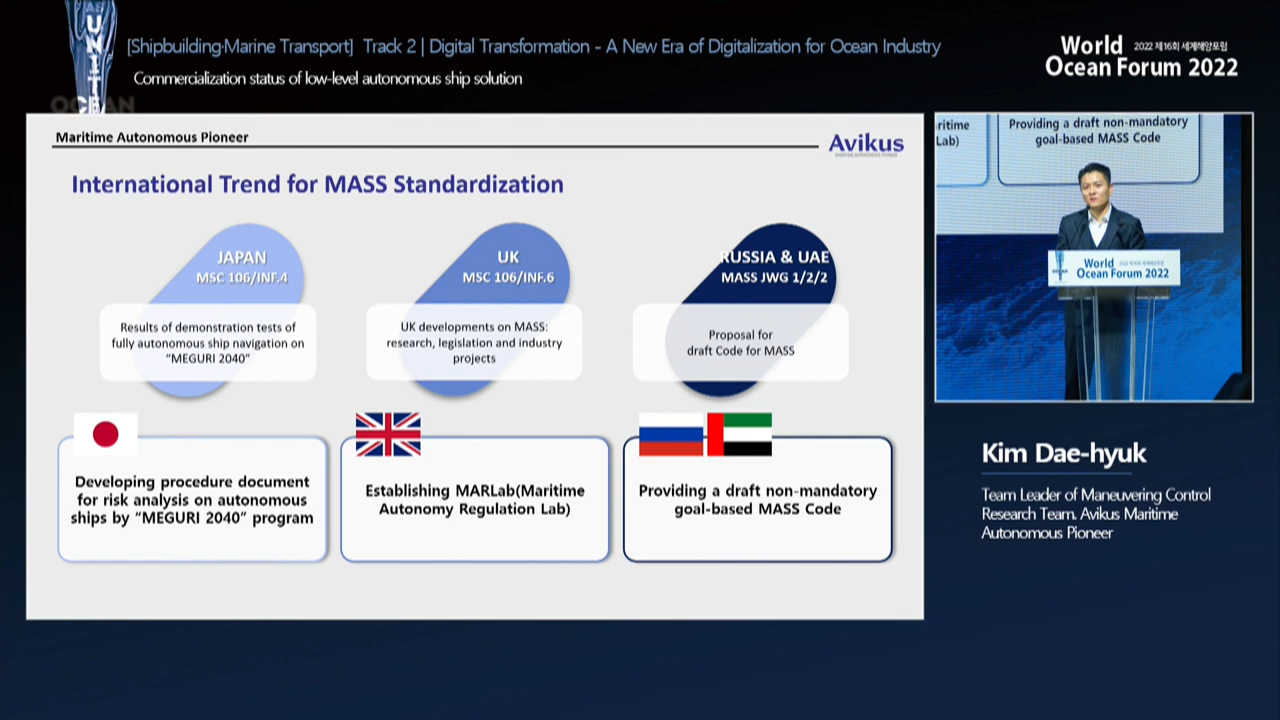 UNITE
OCEAN
[Shipbuilding·Marine Transport] Track 2 | Digital Transformation - A New Era of Digitalization for Ocean Industry
Commercialization status of low-level autonomous ship solution
World 2022 제16회 세계해양포럼
Ocean Forum 2022
Maritime Autonomous Pioneer
Avikus
International Trend for MASS Standardization
JAPAN
MSC 106/INF.4
Results of demonstration tests of
fully autonomous ship navigation on
“MEGURI 2040”
UK
MSC 106/INF.6
UK developments on MASS:
research, legislation and industry
projects
RUSSIA & UAE
MASS JWG 1/2/2
Proposal for
draft Code for MASS
Developing procedure document
for risk analysis on autonomous
ships by “MEGURI 2040” program
Establishing MARLab(Maritime
Autonomy Regulation Lab)
Providing a draft non-mandatory
goal-based MASS Code
ritime
Lab)
Providing a draft non-mandatory
goal-based MASS Code
World
Ocean Forum 2022
Kim Dae-hyuk
Team Leader of Maneuvering Control
Research Team. Avikus Maritime
Autonomous Pioneer